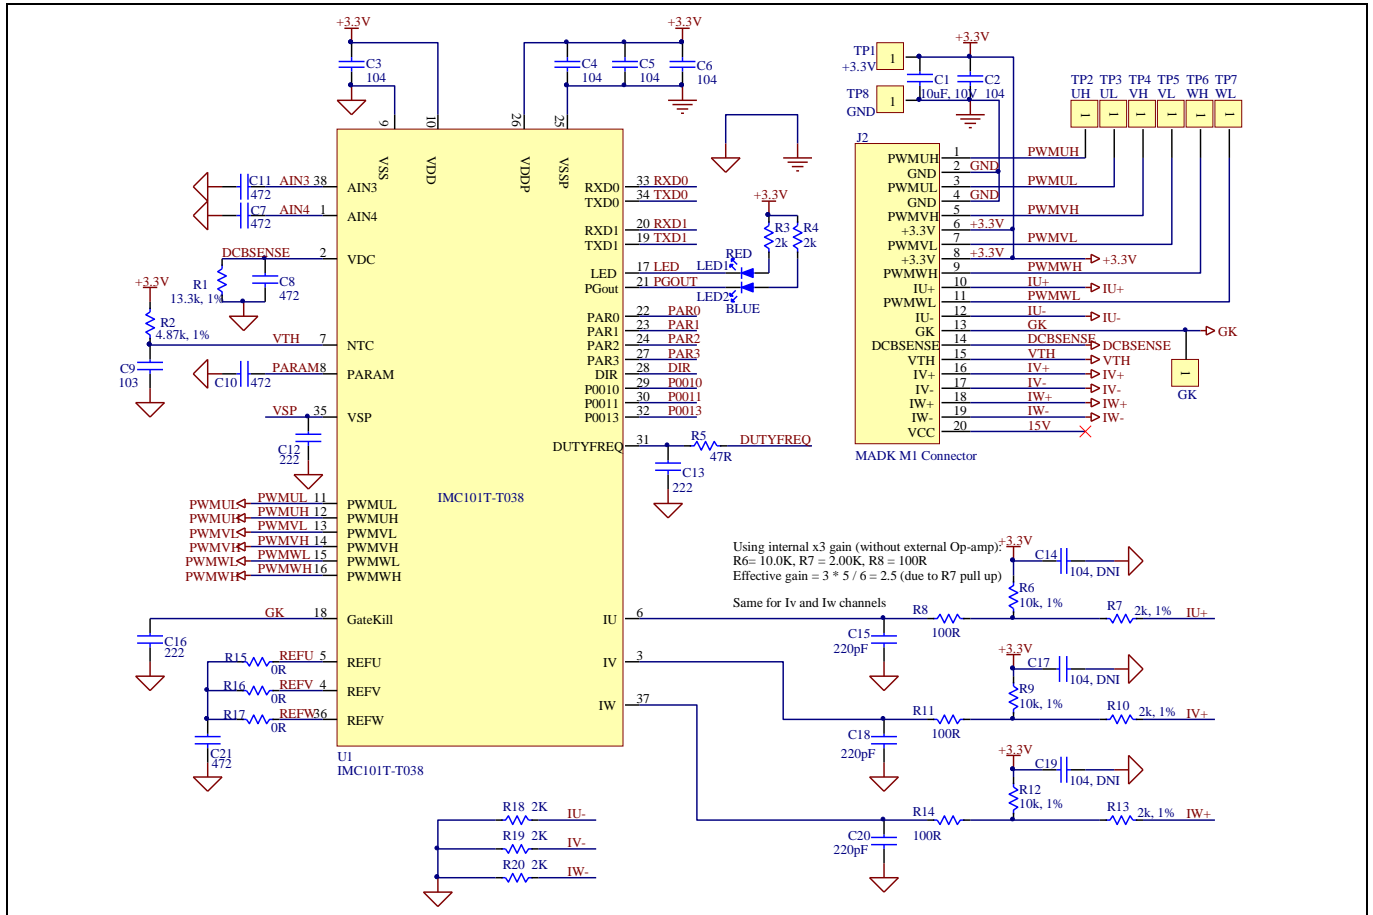 +3.3V
C3
104
+3.3V
C4
104
C5
104
C6
104
9
10
26
25
VSS
VDD
VDDP
VSSP
C11
472
AIN3 38
AIN3
C7
472
AIN4 1
AIN4
DCBSENSE 2
VDC
R1
13.3k, 1%
C8
472
+3.3V
R2
4.87k, 1%
VTH 7
NTC
C9
103
C10 472
PARAM 8
PARAM
VSP 35
VSP
C12
222
PWMUL PWMUL 11 PWMUL
PWMUH PWMUH 12 PWMUH
PWMVL PWMVL 13 PWMVL
PWMVH PWMVH 14 PWMVH
PWMWL PWMWL 15 PWMWL
PWMWH PWMWH 16 PWMWH
GK 18
GateKill
C16
222
R15 0R REFU 5
REFU
R16 0R REFV 4
REFV
R17 0R REFW 36
REFW
C21
472
IMC101T-T038
U1
IMC101T-T038
RXD0 33 RXD0
TXD0 34 TXD0
RXD1 20 RXD1
TXD1 19 TXD1
LED 17 LED
PGout 21 PGOUT
LED1 RED
LED2 BLUE
+3.3V
R3
2k
R4
2k
PAR0 22 PAR0
PAR1 23 PAR1
PAR2 24 PAR2
PAR3 27 PAR3
DIR 28 DIR
P0010 29 P0010
P0011 30 P0011
P0013 32 P0013
DUTYFREQ 31
R5
47R
DUTYFREQ
C13
222
IU 6
IV 3
IW 37
TP1
+3.3V
1
TP8
GND
1
+3.3V
C1
10uF, 10V
C2
104
TP2 TP3 TP4 TP5 TP6 TP7
UH UL VH VL WH WL
1 1 1 1 1 1
J2
PWMUH 1 PWMUH
GND 2 GND
PWMUL 3 PWMUL
GND 4 GND
PWMVH 5 PWMVH
+3.3V 6 +3.3V
PWMVL 7 PWMVL
+3.3V 8 +3.3V +3.3V
PWMWH 9 PWMWH
IU+ 10 IU+ IU+
PWMWL 11 PWMWL
IU- 12 IU- IU-
GK 13 GK GK
DCBSENSE 14 DCBSENSE DCBSENSE
VTH 15 VTH VTH
IV+ 16 IV+ IV+
IV- 17 IV- IV-
IW+ 18 IW+ IW+
IW- 19 IW- IW-
VCC 20 15V
MADK M1 Connector
1
GK
Using internal x3 gain (without external Op-amp):
R6= 10.0K, R7 = 2.00K, R8 = 100R
Effective gain = 3 * 5 / 6 = 2.5 (due to R7 pull up)
Same for Iv and Iw channels
+3.3V
C14
104, DNI
R6
10k, 1%
R8
100R
R7
2k, 1%
IU+
C15
220pF
+3.3V
C17
104, DNI
R9
10k, 1%
R11
100R
R10
2k, 1%
IV+
C18
220pF
+3.3V
C19
104, DNI
R12
10k, 1%
R14
100R
R13
2k, 1%
IW+
C20
220pF
R18 2K IU-
R19 2K IV-
R20 2K IW-